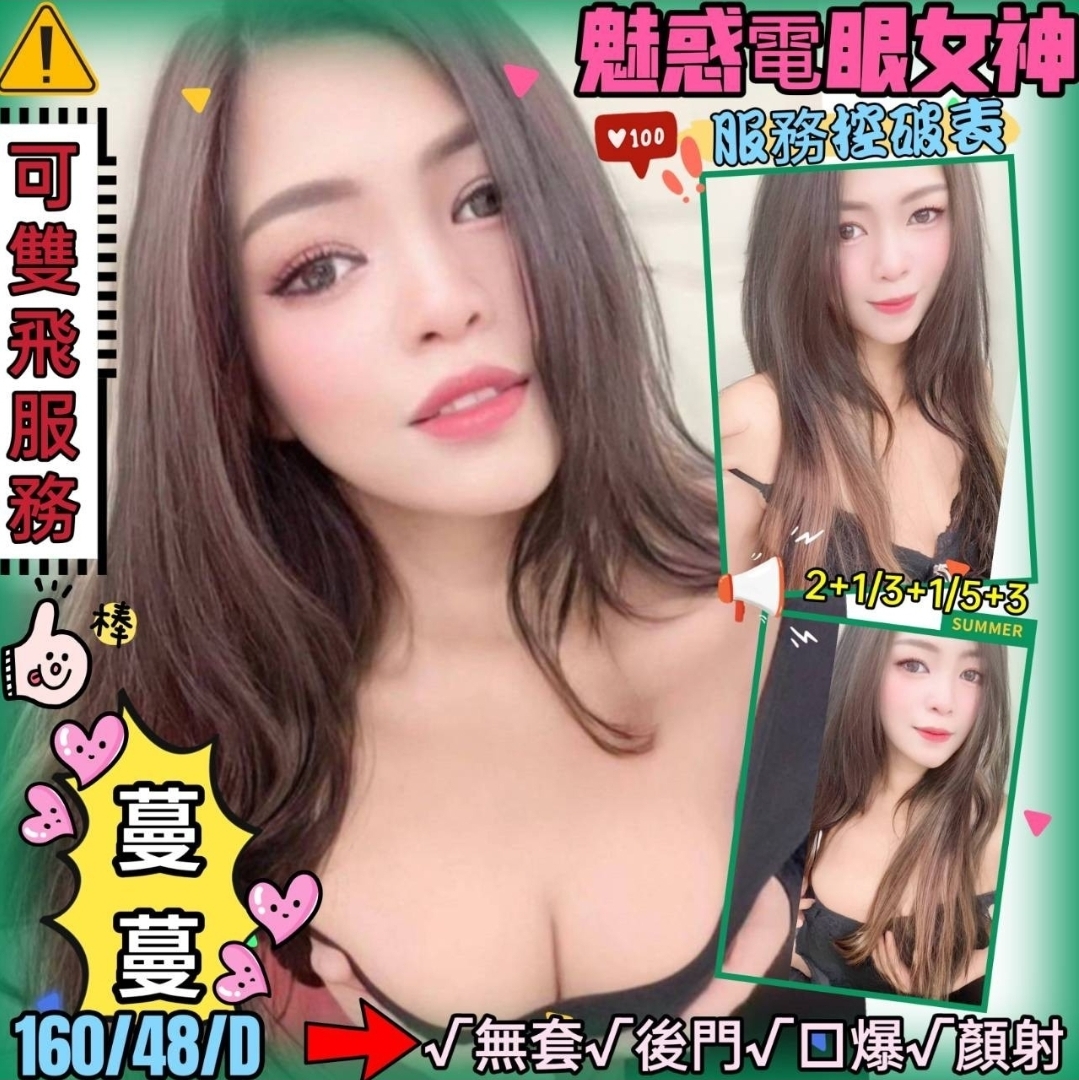 魅惑電眼女神
服務控破表
100
可雙飛服務
2+1/3+1/5+3
SUMMER
棒
蔓蔓
160/48/D
√無套√後門√口爆√顏射